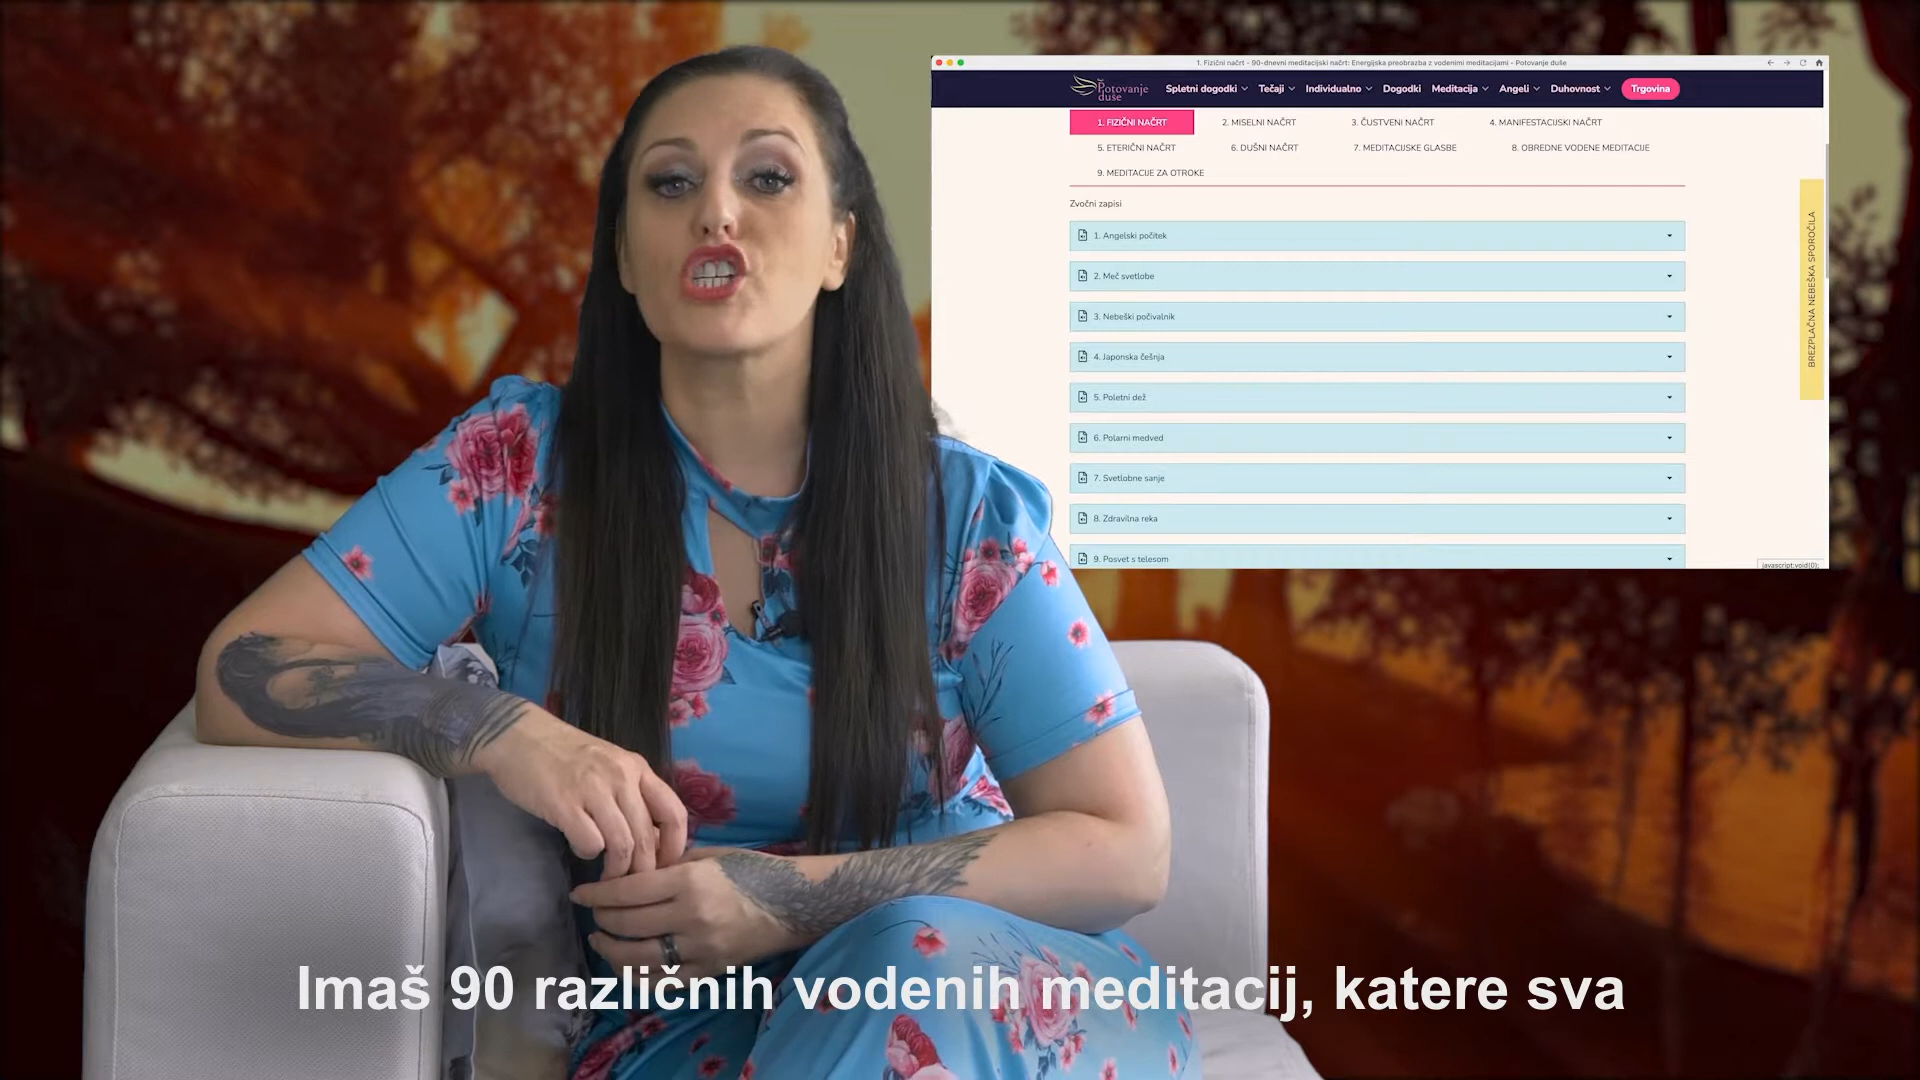 1. Fizični načrt - 90-dnevni meditacijski načrt: Energijska preobrazba z vodenimi meditacijami - Potovanje duše
Potovanje duše
Spletni dogodki Tečaji Individualno Dogodki Meditacija Angeli Duhovnost Trgovina
1. FIZIČNI NAČRT 2. MISELNI NAČRT 3. ČUSTVENI NAČRT 4. MANIFESTACIJSKI NAČRT
5. ETERIČNI NAČRT 6. DUŠNI NAČRT 7. MEDITACIJSKE GLASBE 8. OBREDNE VODENE MEDITACIJE
9. MEDITACIJE ZA OTROKE
Zvočni zapisi
1. Angelski počitek
2. Meč svetlobe
3. Nebeški počivalnik
4. Japonska češnja
5. Poletni dež
6. Polarni medved
7. Svetlobne sanje
8. Zdravilna reka
9. Posvet s telesom
BREZPLAČNA NEBEŠKA SPOROČILA
javascript:void(0);
Imaš 90 različnih vodenih meditacij, katere sva